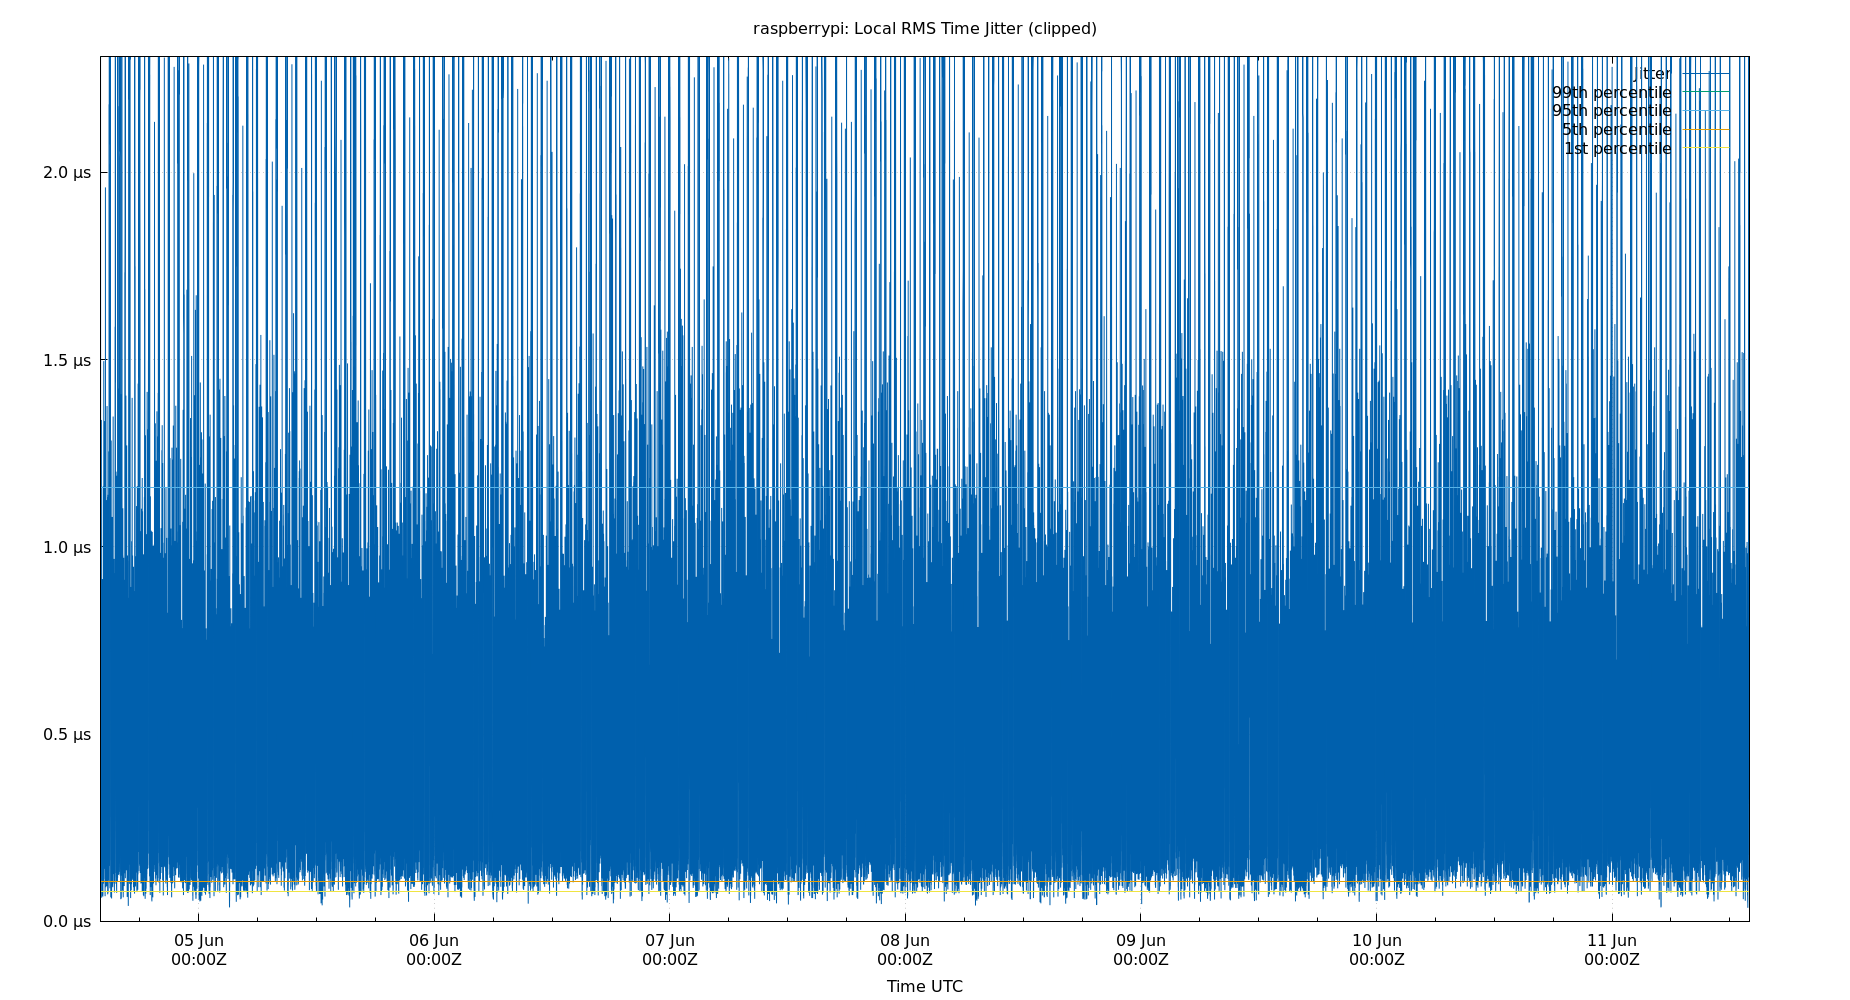 raspberrypi: Local RMS Time Jitter (clipped)
jitter
99th percentile
95th percentile
5th percentile
1st percentile
2.0 μs
1.5 μs
1.0 μs
0.5 μs
0.0 μs
05 Jun
00:00Z
06 Jun
00:00Z
07 Jun
00:00Z
08 Jun
00:00Z
09 Jun
00:00Z
10 Jun
00:00Z
11 Jun
00:00Z
Time UTC